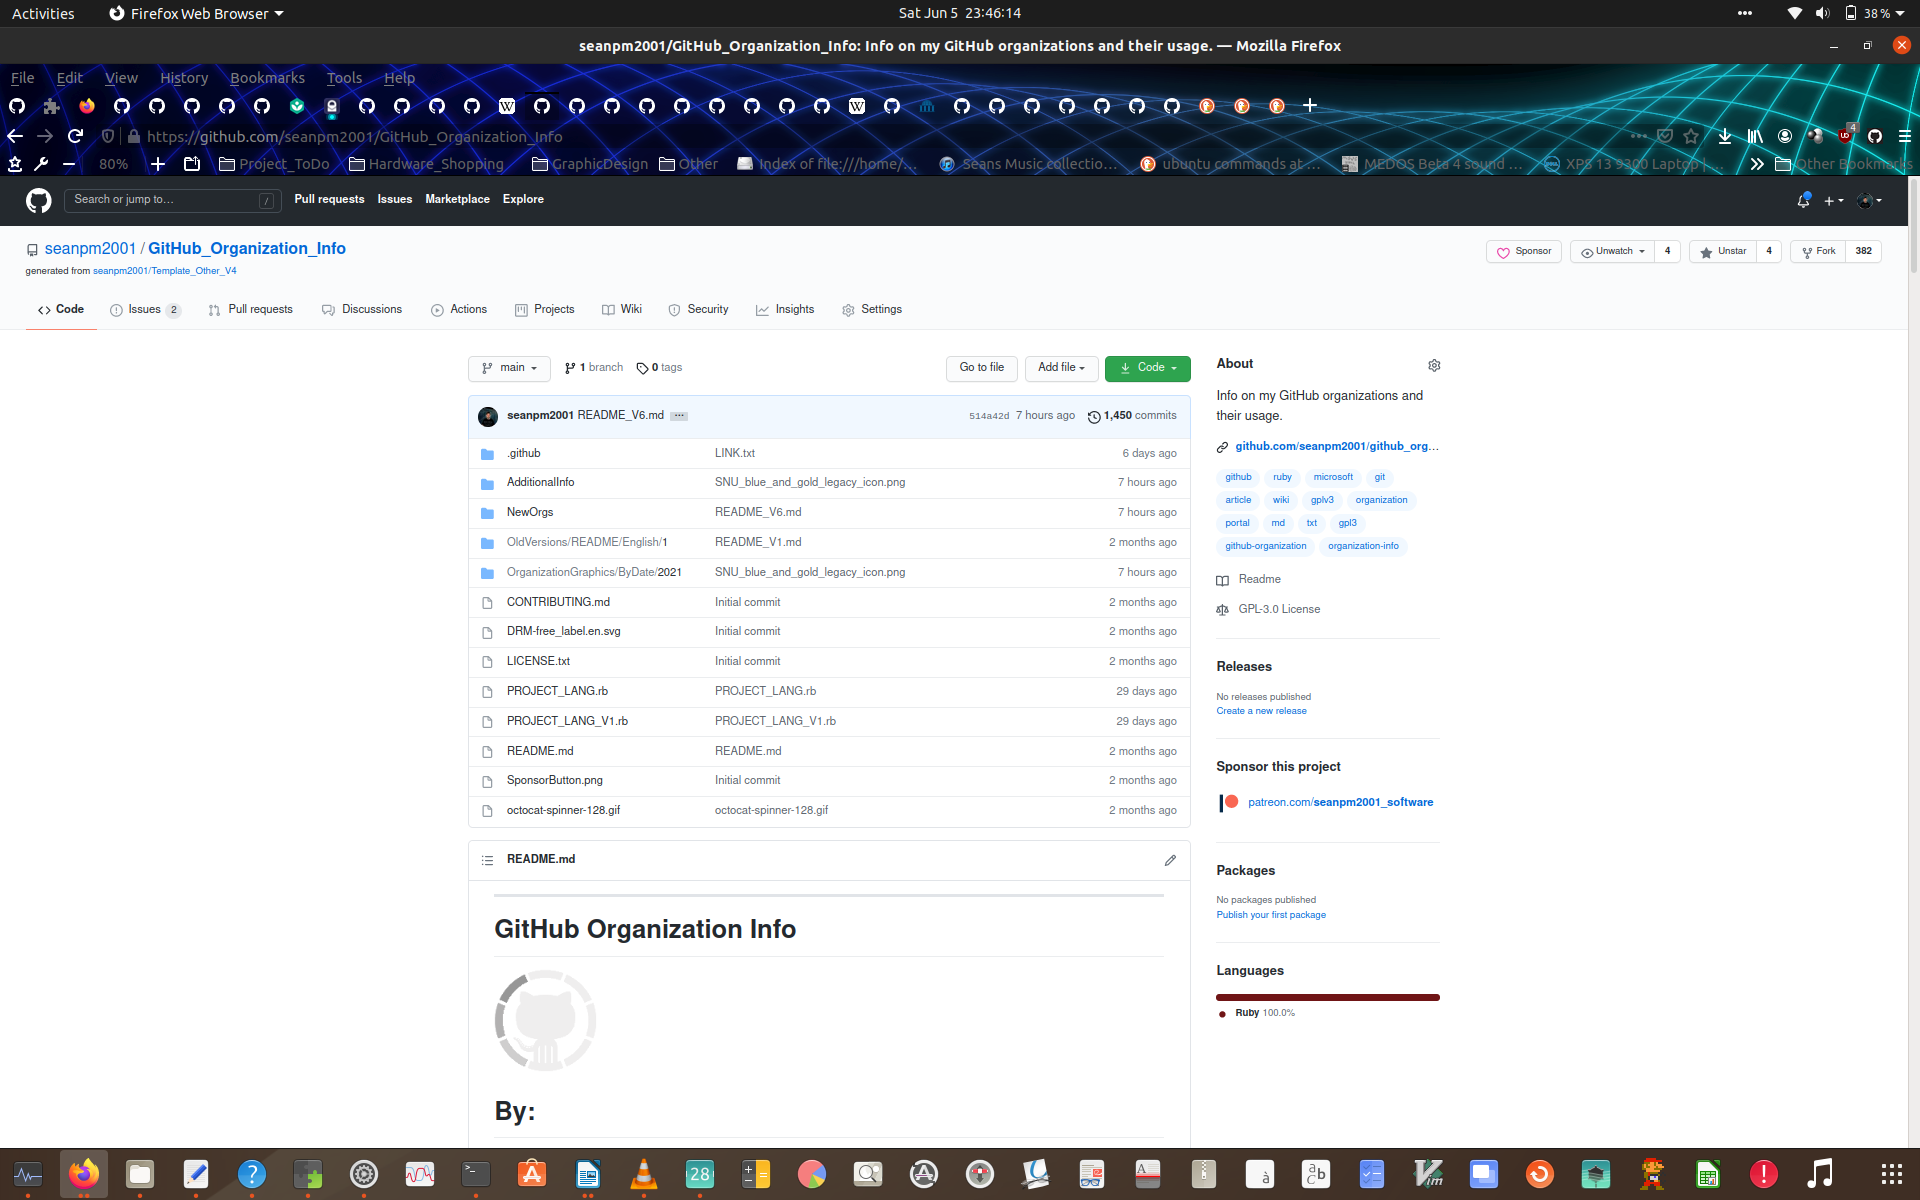 Activities Firefox Web Browser Sat Jun 5 23:46:14 38 %
seanpm2001/GitHub_Organization_Info: Info on my GitHub organizations and their usage. — Mozilla Firefox
File Edit View History Bookmarks Tools Help
https://github.com/seanpm2001/GitHub_Organization_Info 4
80% Project_ToDo Hardware_Shopping GraphicDesign Other Index of file:///home/... Seans Music collectio... ubuntu commands at ... MEDOS Beta 4 sound ... XPS 13 9300 Laptop | ... Other Bookmarks
Search or jump to... / Pull requests Issues Marketplace Explore
seanpm2001 / GitHub_Organization_Info Sponsor Unwatch 4 Unstar 4 Fork 382
generated from seanpm2001/Template_Other_V4
Code Issues 2 Pull requests Discussions Actions Projects Wiki Security Insights Settings
main 1 branch 0 tags Go to file Add file Code
seanpm2001 README_V6.md ... 514a42d 7 hours ago 1,450 commits
.github LINK.txt 6 days ago
AdditionalInfo SNU_blue_and_gold_legacy_icon.png 7 hours ago
NewOrgs README_V6.md 7 hours ago
OldVersions/README/English/1 README_V1.md 2 months ago
OrganizationGraphics/ByDate/2021 SNU_blue_and_gold_legacy_icon.png 7 hours ago
CONTRIBUTING.md Initial commit 2 months ago
DRM-free_label.en.svg Initial commit 2 months ago
LICENSE.txt Initial commit 2 months ago
PROJECT_LANG.rb PROJECT_LANG.rb 29 days ago
PROJECT_LANG_V1.rb PROJECT_LANG_V1.rb 29 days ago
README.md README.md 2 months ago
SponsorButton.png Initial commit 2 months ago
octocat-spinner-128.gif octocat-spinner-128.gif 2 months ago
README.md
GitHub Organization Info
By:
About
Info on my GitHub organizations and
their usage.
github.com/seanpm2001/github_org...
github ruby microsoft git
article wiki gplv3 organization
portal md txt gpl3
github-organization organization-info
Readme
GPL-3.0 License
Releases
No releases published
Create a new release
Sponsor this project
patreon.com/seanpm2001_software
Packages
No packages published
Publish your first package
Languages
Ruby 100.0%
28